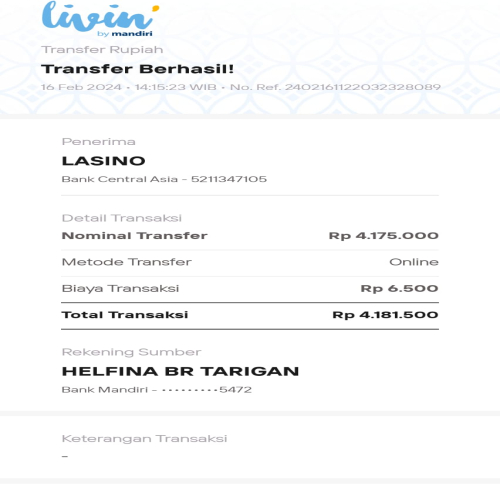 livin'
by mandiri
Transfer Rupiah
Transfer Berhasil!
16 Feb 2024 • 14:15:23 WIB • No. Ref. 2402161122032328089
Penerima
LASINO
Bank Central Asia - 5211347105
Detail Transaksi
Nominal Transfer Rp 4.175.000
Metode Transfer Online
Biaya Transaksi Rp 6.500
Total Transaksi Rp 4.181.500
Rekening Sumber
HELFINA BR TARIGAN
Bank Mandiri - •••••••••5472
Keterangan Transaksi
-